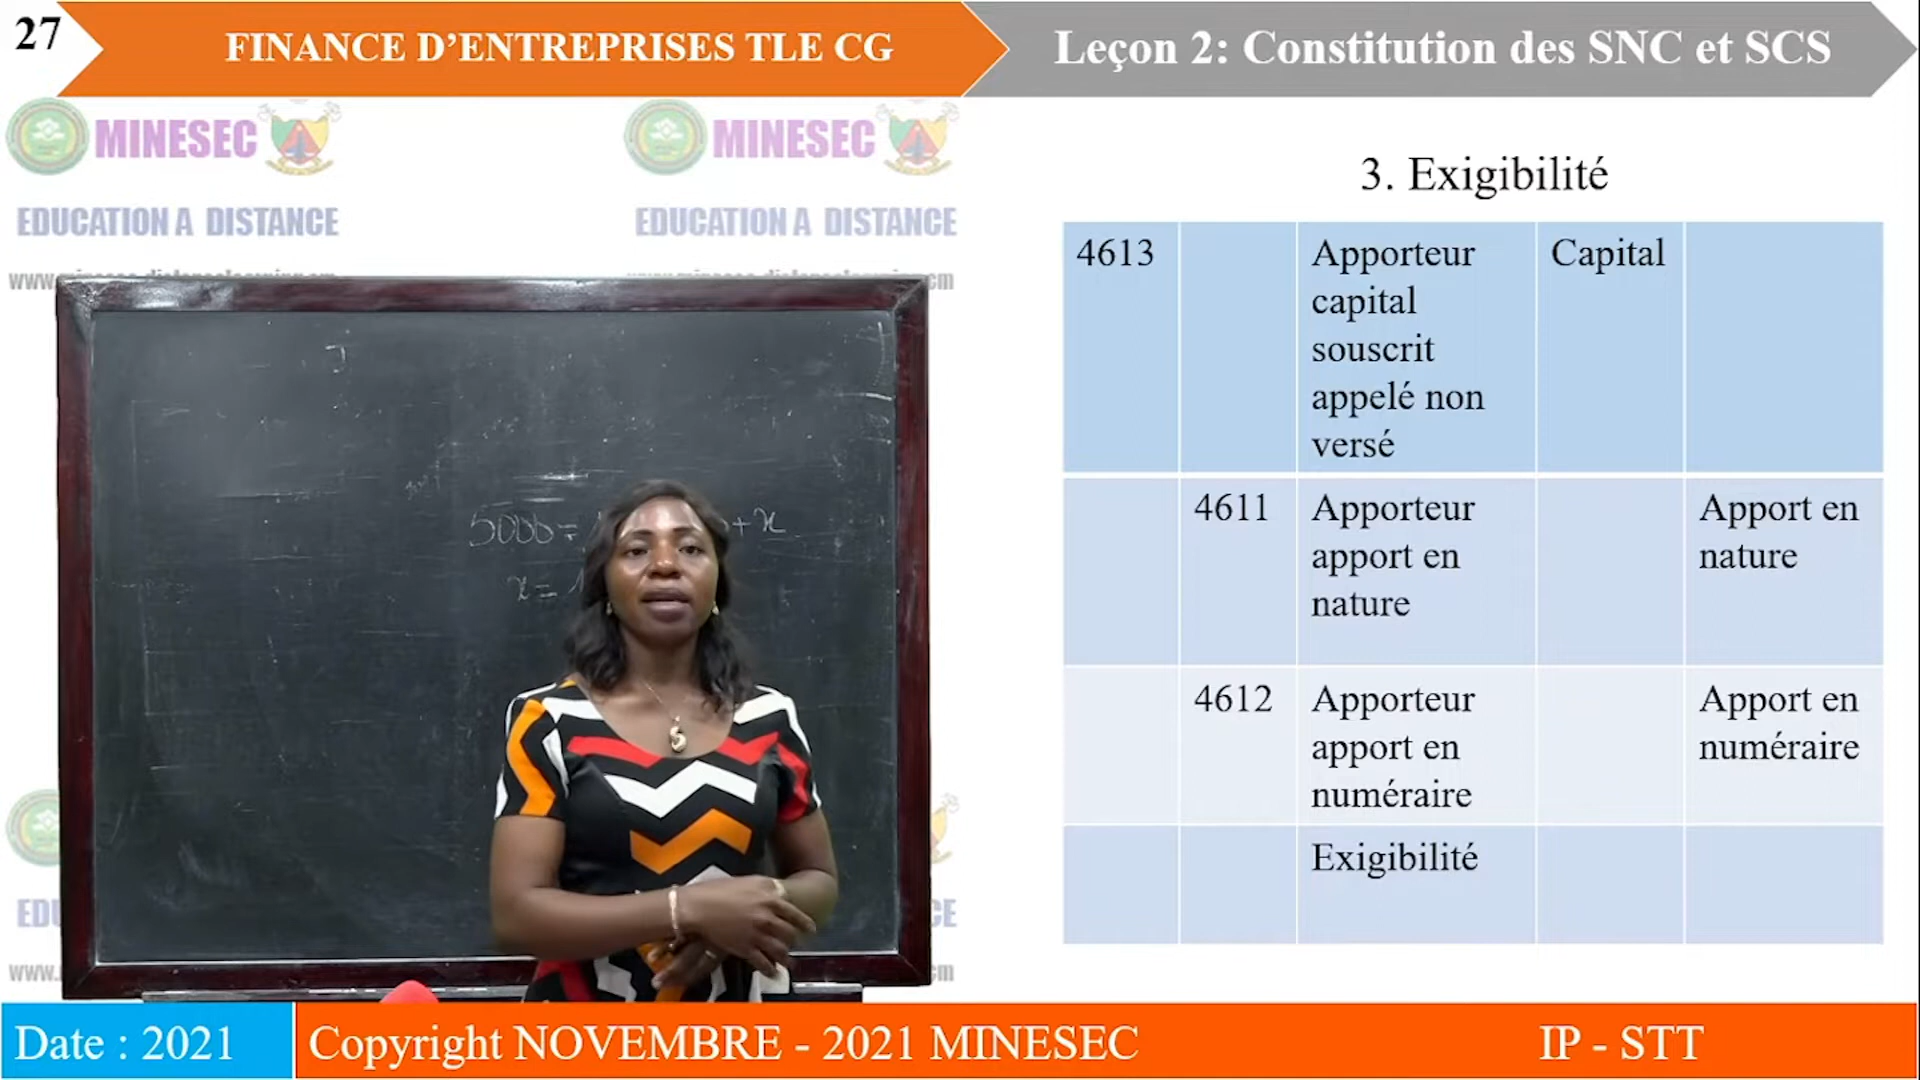 27
FINANCE D’ENTREPRISES TLE CG
Leçon 2: Constitution des SNC et SCS
MINESEC
MINESEC
EDUCATION A DISTANCE
EDUCATION A DISTANCE
3. Exigibilité
4613
Apporteur
capital
souscrit
appelé non
versé
Capital
4611
Apporteur
apport en
nature
Apport en
nature
4612
Apporteur
apport en
numéraire
Apport en
numéraire
Exigibilité
5000=
+x
x=
Date : 2021
Copyright NOVEMBRE - 2021 MINESEC
IP - STT